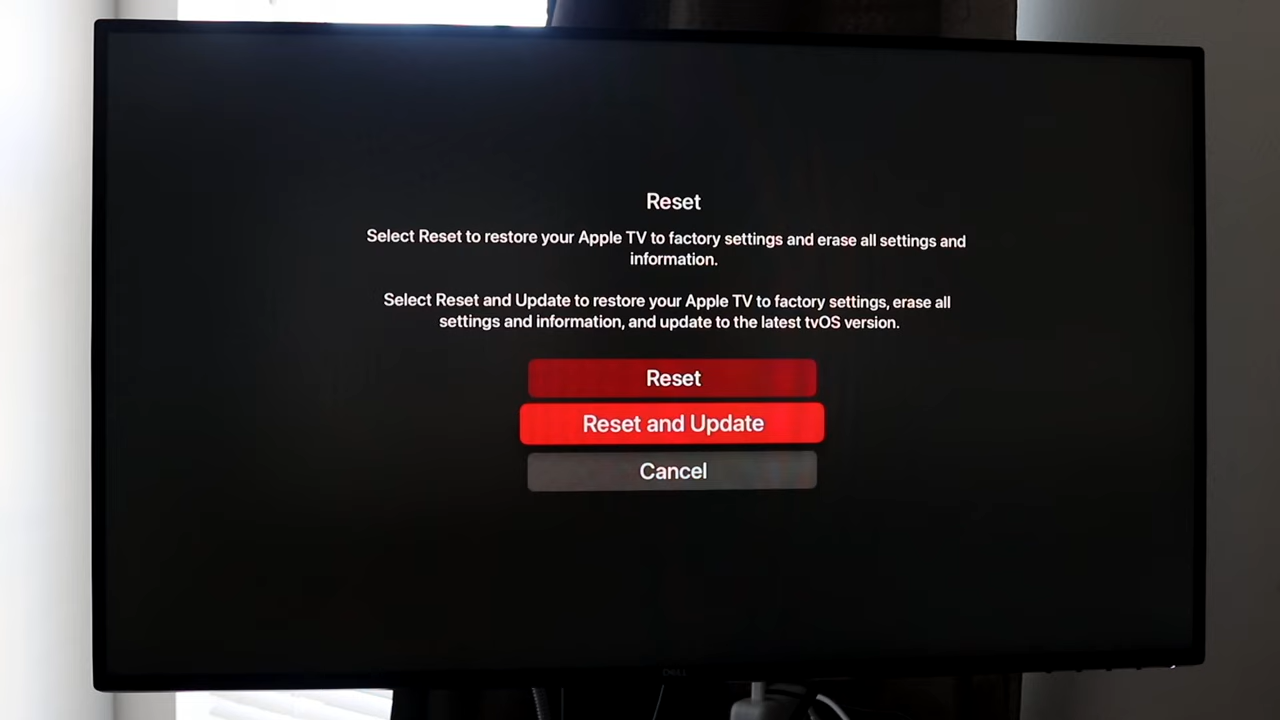 Reset
Select Reset to restore your Apple TV to factory settings and erase all settings and
information.
Select Reset and Update to restore your Apple TV to factory settings, erase all
settings and information, and update to the latest tvOS version.
Reset
Reset and Update
Cancel
DELL